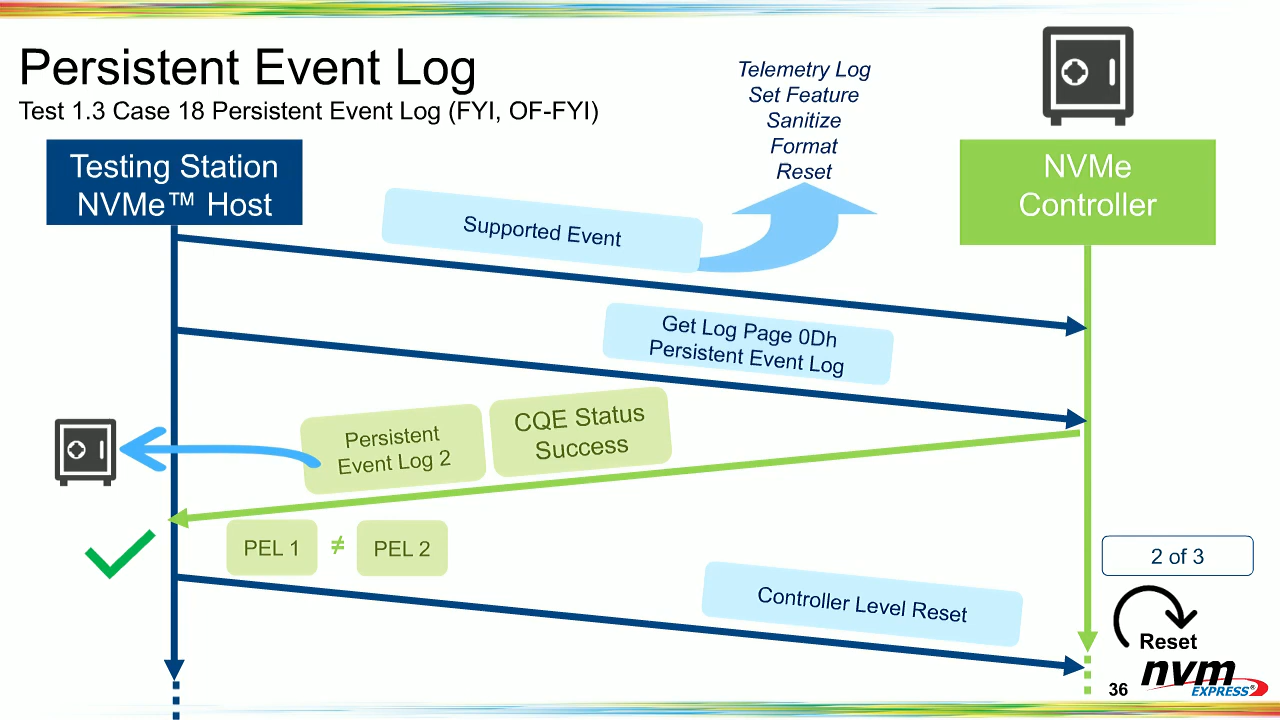 Persistent Event Log
Test 1.3 Case 18 Persistent Event Log (FYI, OF-FYI)
Telemetry Log
Set Feature
Sanitize
Format
Reset
Testing Station
NVMe™ Host
NVMe
Controller
Supported Event
Get Log Page 0Dh
Persistent Event Log
CQE Status
Success
Persistent
Event Log 2
PEL 1 ≠ PEL 2
2 of 3
Controller Level Reset
Reset
36
nvm
EXPRESS®